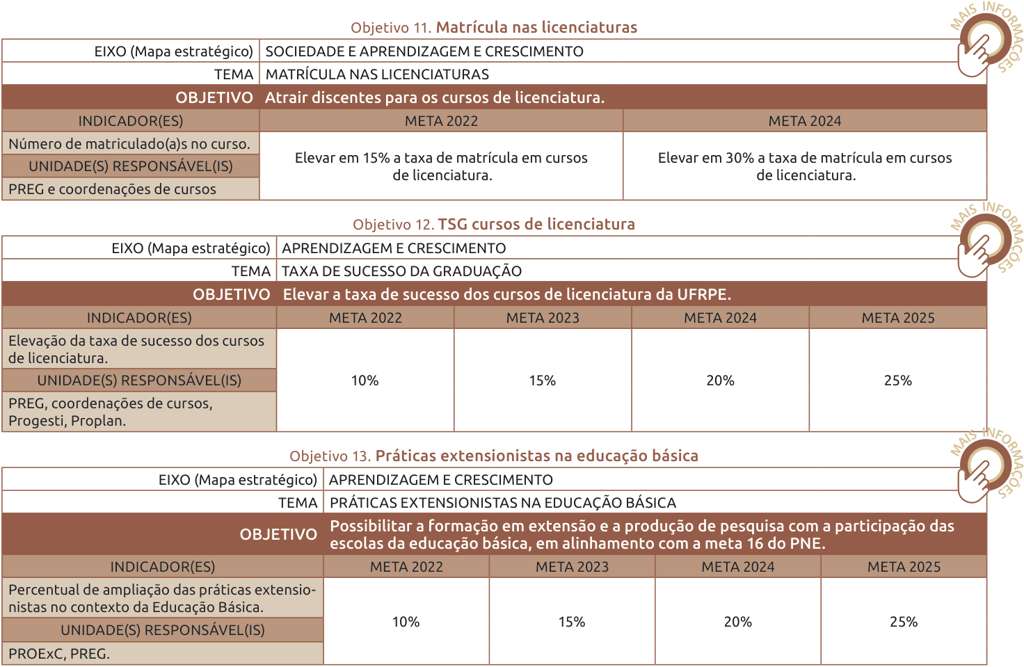 Objetivo 11. Matrícula nas licenciaturas
MAIS INFORMAÇÕES
EIXO (Mapa estratégico) SOCIEDADE E APRENDIZAGEM E CRESCIMENTO
TEMA MATRÍCULA NAS LICENCIATURAS
OBJETIVO Atrair discentes para os cursos de licenciatura.
INDICADOR(ES) META 2022 META 2024
Número de matriculado(a)s no curso.
UNIDADE(S) RESPONSÁVEL(IS)
PREG e coordenações de cursos
Elevar em 15% a taxa de matrícula em cursos
de licenciatura.
Elevar em 30% a taxa de matrícula em cursos
de licenciatura.
Objetivo 12. TSG cursos de licenciatura
MAIS INFORMAÇÕES
EIXO (Mapa estratégico) APRENDIZAGEM E CRESCIMENTO
TEMA TAXA DE SUCESSO DA GRADUAÇÃO
OBJETIVO Elevar a taxa de sucesso dos cursos de licenciatura da UFRPE.
INDICADOR(ES) META 2022 META 2023 META 2024 META 2025
Elevação da taxa de sucesso dos cursos
de licenciatura.
UNIDADE(S) RESPONSÁVEL(IS) 10% 15% 20% 25%
PREG, coordenações de cursos,
Progesti, Proplan.
Objetivo 13. Práticas extensionistas na educação básica
MAIS INFORMAÇÕES
EIXO (Mapa estratégico) APRENDIZAGEM E CRESCIMENTO
TEMA PRÁTICAS EXTENSIONISTAS NA EDUCAÇÃO BÁSICA
OBJETIVO Possibilitar a formação em extensão e a produção de pesquisa com a participação das
escolas da educação básica, em alinhamento com a meta 16 do PNE.
INDICADOR(ES) META 2022 META 2023 META 2024 META 2025
Percentual de ampliação das práticas extensio-
nistas no contexto da Educação Básica.
UNIDADE(S) RESPONSÁVEL(IS) 10% 15% 20% 25%
PROExC, PREG.